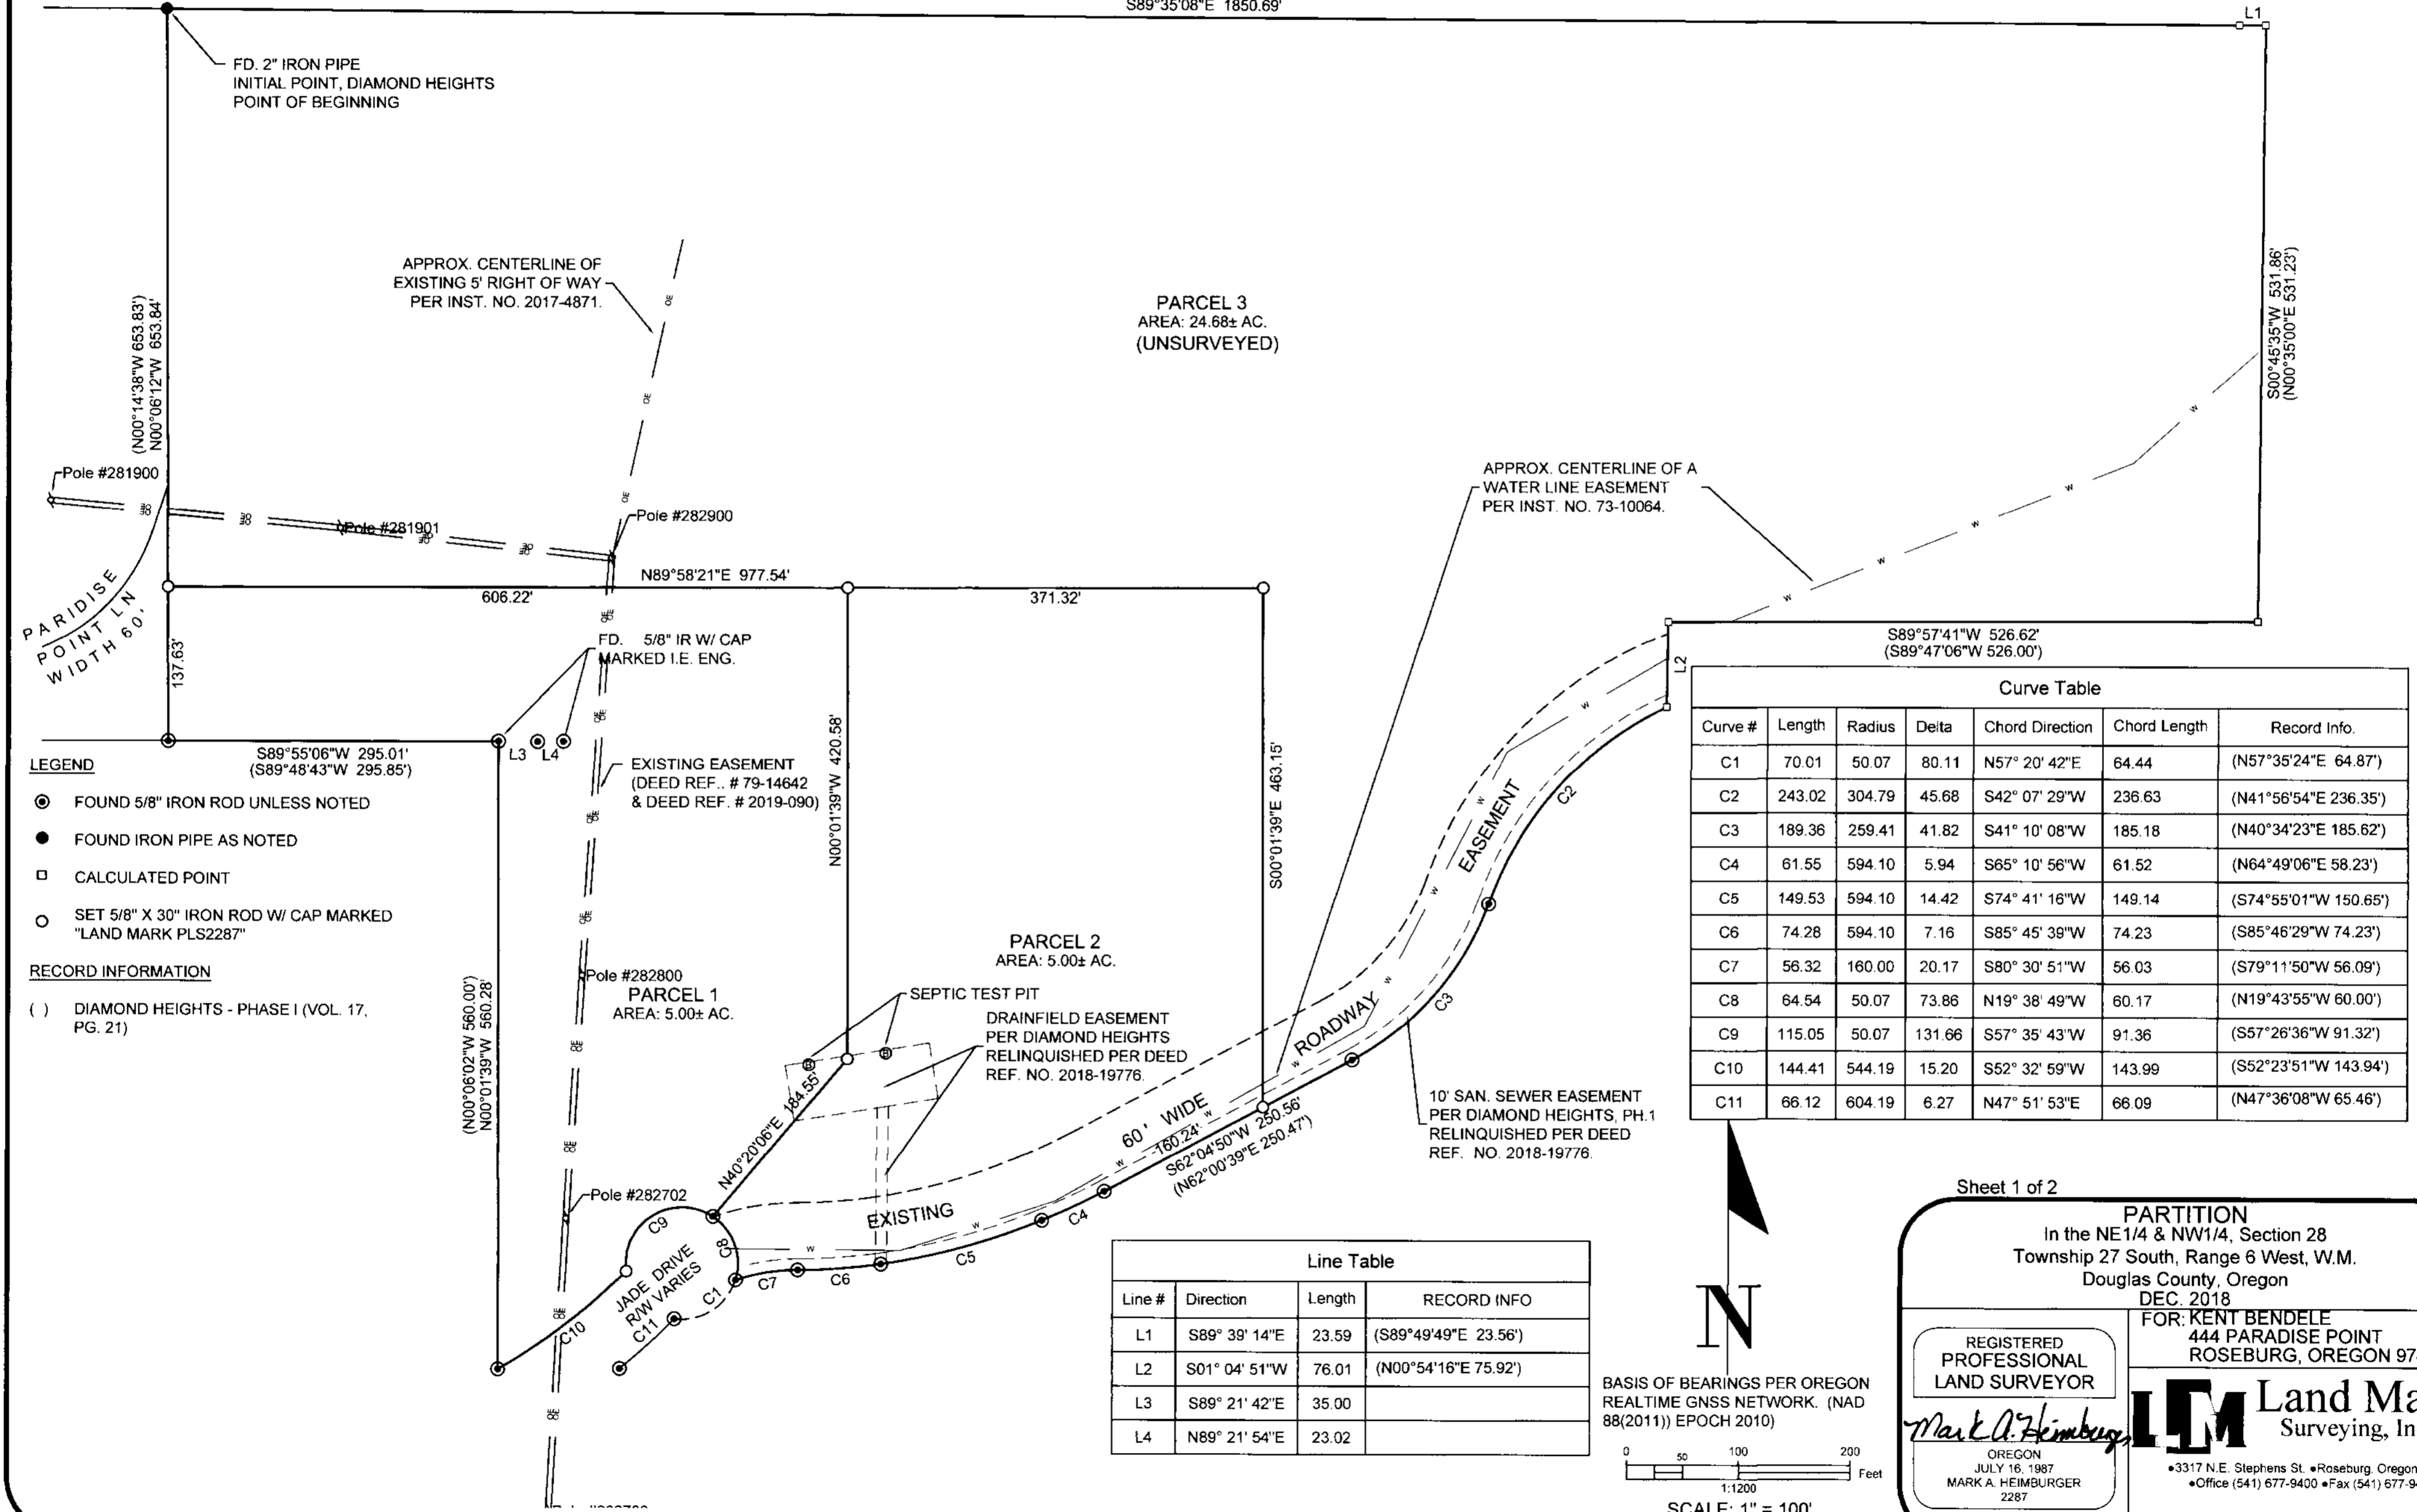 S89°35'08"E 1850.69'
L1
FD. 2" IRON PIPE
INITIAL POINT, DIAMOND HEIGHTS
POINT OF BEGINNING
APPROX. CENTERLINE OF
EXISTING 5' RIGHT OF WAY
PER INST. NO. 2017-4871.
PARCEL 3
AREA: 24.68± AC.
(UNSURVEYED)
(N00°14'38"W 653.83')
N00°06'12"W 653.84'
S00°45'35"W 531.86'
(N00°35'00"E 531.23')
Pole #281900
Pole #281901
Pole #282900
APPROX. CENTERLINE OF A
WATER LINE EASEMENT
PER INST. NO. 73-10064.
N89°58'21"E 977.54'
606.22'
371.32'
PARIDISE
POINT LN
WIDTH 60'
137.63'
FD. 5/8" IR W/ CAP
MARKED I.E. ENG.
S89°57'41"W 526.62'
(S89°47'06"W 526.00')
L2
S89°55'06"W 295.01'
(S89°48'43"W 295.85')
L3 L4
EXISTING EASEMENT
(DEED REF.. # 79-14642
& DEED REF. # 2019-090)
N00°01'39"W 420.58'
S00°01'39"E 463.15'
LEGEND
FOUND 5/8" IRON ROD UNLESS NOTED
FOUND IRON PIPE AS NOTED
CALCULATED POINT
SET 5/8" X 30" IRON ROD W/ CAP MARKED
"LAND MARK PLS2287"
RECORD INFORMATION
( ) DIAMOND HEIGHTS - PHASE I (VOL. 17,
PG. 21)
(N00°06'02"W 560.00')
N00°01'39"W 560.28'
Pole #282800
PARCEL 1
AREA: 5.00± AC.
PARCEL 2
AREA: 5.00± AC.
SEPTIC TEST PIT
DRAINFIELD EASEMENT
PER DIAMOND HEIGHTS
RELINQUISHED PER DEED
REF. NO. 2018-19776.
N40°20'06"E 184.55'
Pole #282702
C9
C8
JADE DRIVE
R/W VARIES
C1
C11
C10
C7
C6
C5
C4
C3
C2
EXISTING
60' WIDE
ROADWAY
EASEMENT
160.24'
S62°04'50"W 250.56'
(N62°00'39"E 250.47')
10' SAN. SEWER EASEMENT
PER DIAMOND HEIGHTS, PH.1
RELINQUISHED PER DEED
REF. NO. 2018-19776.
Curve Table
Curve # Length Radius Delta Chord Direction Chord Length Record Info.
C1 70.01 50.07 80.11 N57° 20' 42"E 64.44 (N57°35'24"E 64.87')
C2 243.02 304.79 45.68 S42° 07' 29"W 236.63 (N41°56'54"E 236.35')
C3 189.36 259.41 41.82 S41° 10' 08"W 185.18 (N40°34'23"E 185.62')
C4 61.55 594.10 5.94 S65° 10' 56"W 61.52 (N64°49'06"E 58.23')
C5 149.53 594.10 14.42 S74° 41' 16"W 149.14 (S74°55'01"W 150.65')
C6 74.28 594.10 7.16 S85° 45' 39"W 74.23 (S85°46'29"W 74.23')
C7 56.32 160.00 20.17 S80° 30' 51"W 56.03 (S79°11'50"W 56.09')
C8 64.54 50.07 73.86 N19° 38' 49"W 60.17 (N19°43'55"W 60.00')
C9 115.05 50.07 131.66 S57° 35' 43"W 91.36 (S57°26'36"W 91.32')
C10 144.41 544.19 15.20 S52° 32' 59"W 143.99 (S52°23'51"W 143.94')
C11 66.12 604.19 6.27 N47° 51' 53"E 66.09 (N47°36'08"W 65.46')
Line Table
Line # Direction Length RECORD INFO
L1 S89° 39' 14"E 23.59 (S89°49'49"E 23.56')
L2 S01° 04' 51"W 76.01 (N00°54'16"E 75.92')
L3 S89° 21' 42"E 35.00
L4 N89° 21' 54"E 23.02
N
BASIS OF BEARINGS PER OREGON
REALTIME GNSS NETWORK. (NAD
88(2011)) EPOCH 2010)
0 50 100 200
Feet
1:1200
SCALE: 1" = 100'
Sheet 1 of 2
PARTITION
In the NE1/4 & NW1/4, Section 28
Township 27 South, Range 6 West, W.M.
Douglas County, Oregon
DEC. 2018
FOR: KENT BENDELE
444 PARADISE POINT
ROSEBURG, OREGON 97
REGISTERED
PROFESSIONAL
LAND SURVEYOR
Mark A. Heimburger
OREGON
JULY 16, 1987
MARK A. HEIMBURGER
2287
LM
Land Ma
Surveying, In
•3317 N.E. Stephens St. •Roseburg, Oregon
•Office (541) 677-9400 •Fax (541) 677-9